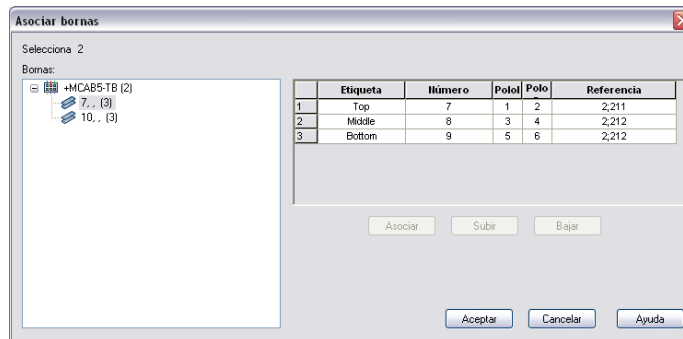 Asociar bornas
Selecciona 2
Bornas:
+MCAB5-TB (2)
7, , (3)
10, , (3)
Etiqueta Número PoloI Polo Referencia
1 Top 7 1 2 2;211
2 Middle 8 3 4 2;212
3 Bottom 9 5 6 2;212
Asociar Subir Bajar
Aceptar Cancelar Ayuda